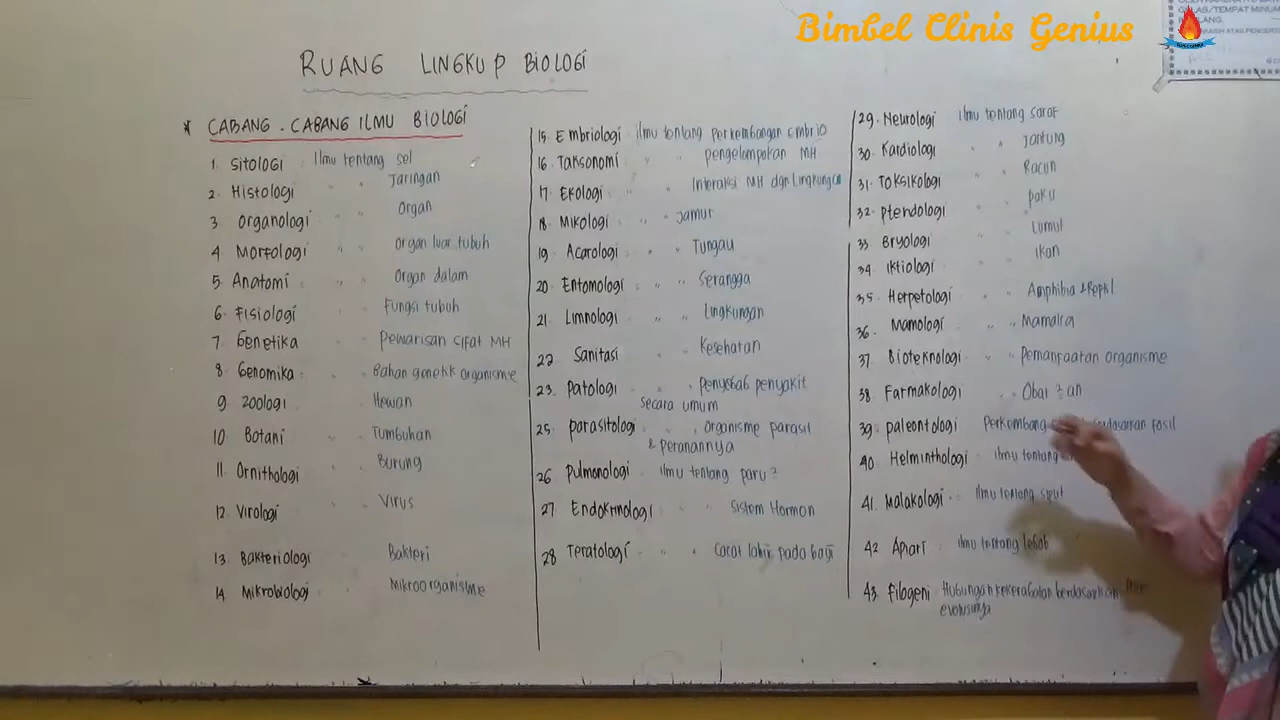 Bimbel Clinis Genius
GELAS/TEMPAT MINUM
RUANG LINGKUP BIOLOGI
* CABANG - CABANG ILMU BIOLOGI
1. Sitologi : Ilmu tentang sel
2. Histologi " " Jaringan
3 Organologi " " Organ
4 Morfologi " " Organ luar tubuh
5. Anatomi " " Organ dalam
6. Fisiologi " " Fungsi tubuh
7 Genetika " " Pewarisan sifat MH
8. Genomika : " Bahan genetik organisme
9 Zoologi " Hewan
10 Botani " Tumbuhan
11. Ornithologi " Burung
12. Virologi " Virus
13. Bakteriologi " Bakteri
14. Mikrobiologi " Mikroorganisme
15. Embriologi ilmu tentang perkembangan embrio
16 Taksonomi " " pengelompokan MH
17. Ekologi " " Interaksi MH dgn lingkungan
18. Mikologi " " Jamur
19 Acarologi " " Tungau
20 Entomologi : " " Serangga
21. Limnologi " " Lingkungan
22 Sanitasi " " Kesehatan
23. Patologi " " Penyebab penyakit
secara umum
25. parasitologi " " Organisme parasit
& peranannya
26 Pulmonologi ilmu tentang paru 2
27 Endokrinologi " " Sistem Hormon
28 Teratologi " " Cacat lahir pada bayi
29. Neurologi ilmu tentang saraf
30. Kardiologi " " Jantung
31. Toksikologi " " Racun
32. pteridologi " " paku
33 Bryologi " " Lumut
34 Iktiologi " " Ikan
35. Herpetologi " " Amphibia & Reptil
36. Mamologi " " Mamalia
37. Bioteknologi " " Pemanfaatan organisme
38 Farmakologi " " Obat 2 an
39. paleontologi Perkembang fosil
40 Helminthologi ilmu tentang
41. Malakologi ilmu tentang siput
42 Apiari : ilmu tentang lebah
43. Filogeni Hubungan kekerabatan berdasarkan
evolusinya